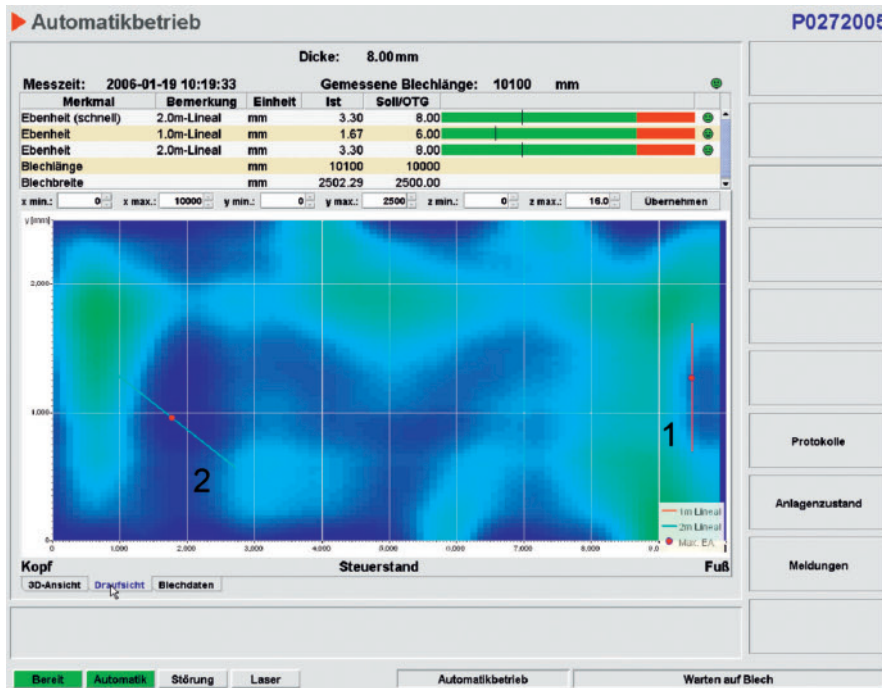 Automatikbetrieb P0272005
Dicke: 8.00 mm
Messzeit: 2006-01-19 10:19:33 Gemessene Blechlänge: 10100 mm
Merkmal Bemerkung Einheit Ist Soll/OTG
Ebenheit (schnell) 2.0m-Lineal mm 3.30 8.00
Ebenheit 1.0m-Lineal mm 1.67 6.00
Ebenheit 2.0m-Lineal mm 3.30 8.00
Blechlänge mm 10100 10000
Blechbreite mm 2502.29 2500.00
x min.: 0 x max.: 10000 y min.: 0 y max.: 2500 z min.: 0 z max.: 16.0 Übernehmen
y [mm]
2,000
1,000
0
1
2
1m Lineal
2m Lineal
Max. EA
0 1,000 2,000 3,000 4,000 5,000 6,000 7,000 8,000
Kopf Steuerstand Fuß
3D-Ansicht Draufsicht Blechdaten
Protokolle
Anlagenzustand
Meldungen
Bereit Automatik Störung Laser Automatikbetrieb Warten auf Blech